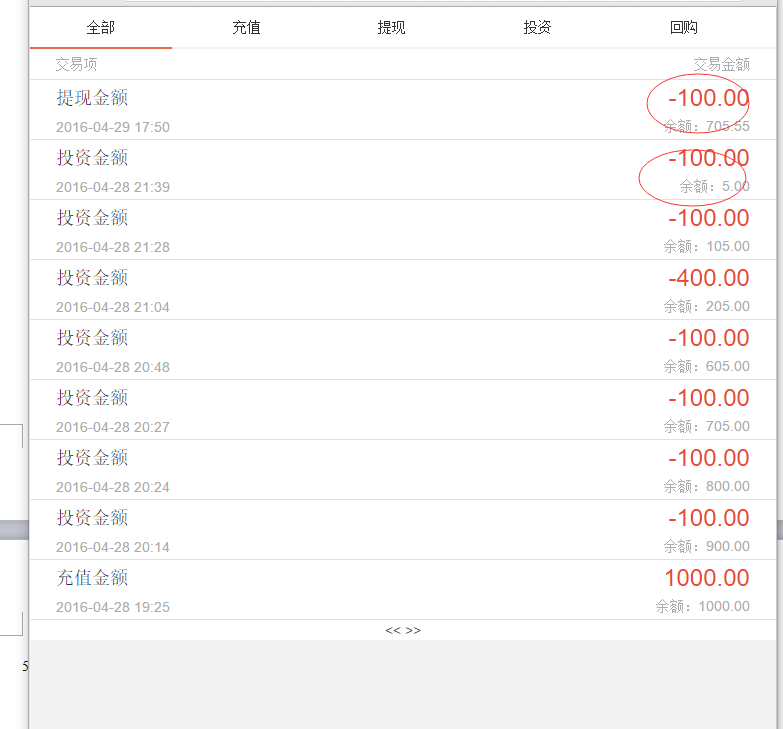 全部 充值 提现 投资 回购
交易项 交易金额
提现金额 -100.00
2016-04-29 17:50 余额：705.55
投资金额 -100.00
2016-04-28 21:39 余额：5.00
投资金额 -100.00
2016-04-28 21:28 余额：105.00
投资金额 -400.00
2016-04-28 21:04 余额：205.00
投资金额 -100.00
2016-04-28 20:48 余额：605.00
投资金额 -100.00
2016-04-28 20:27 余额：705.00
投资金额 -100.00
2016-04-28 20:24 余额：800.00
投资金额 -100.00
2016-04-28 20:14 余额：900.00
充值金额 1000.00
2016-04-28 19:25 余额：1000.00
<< >>
5